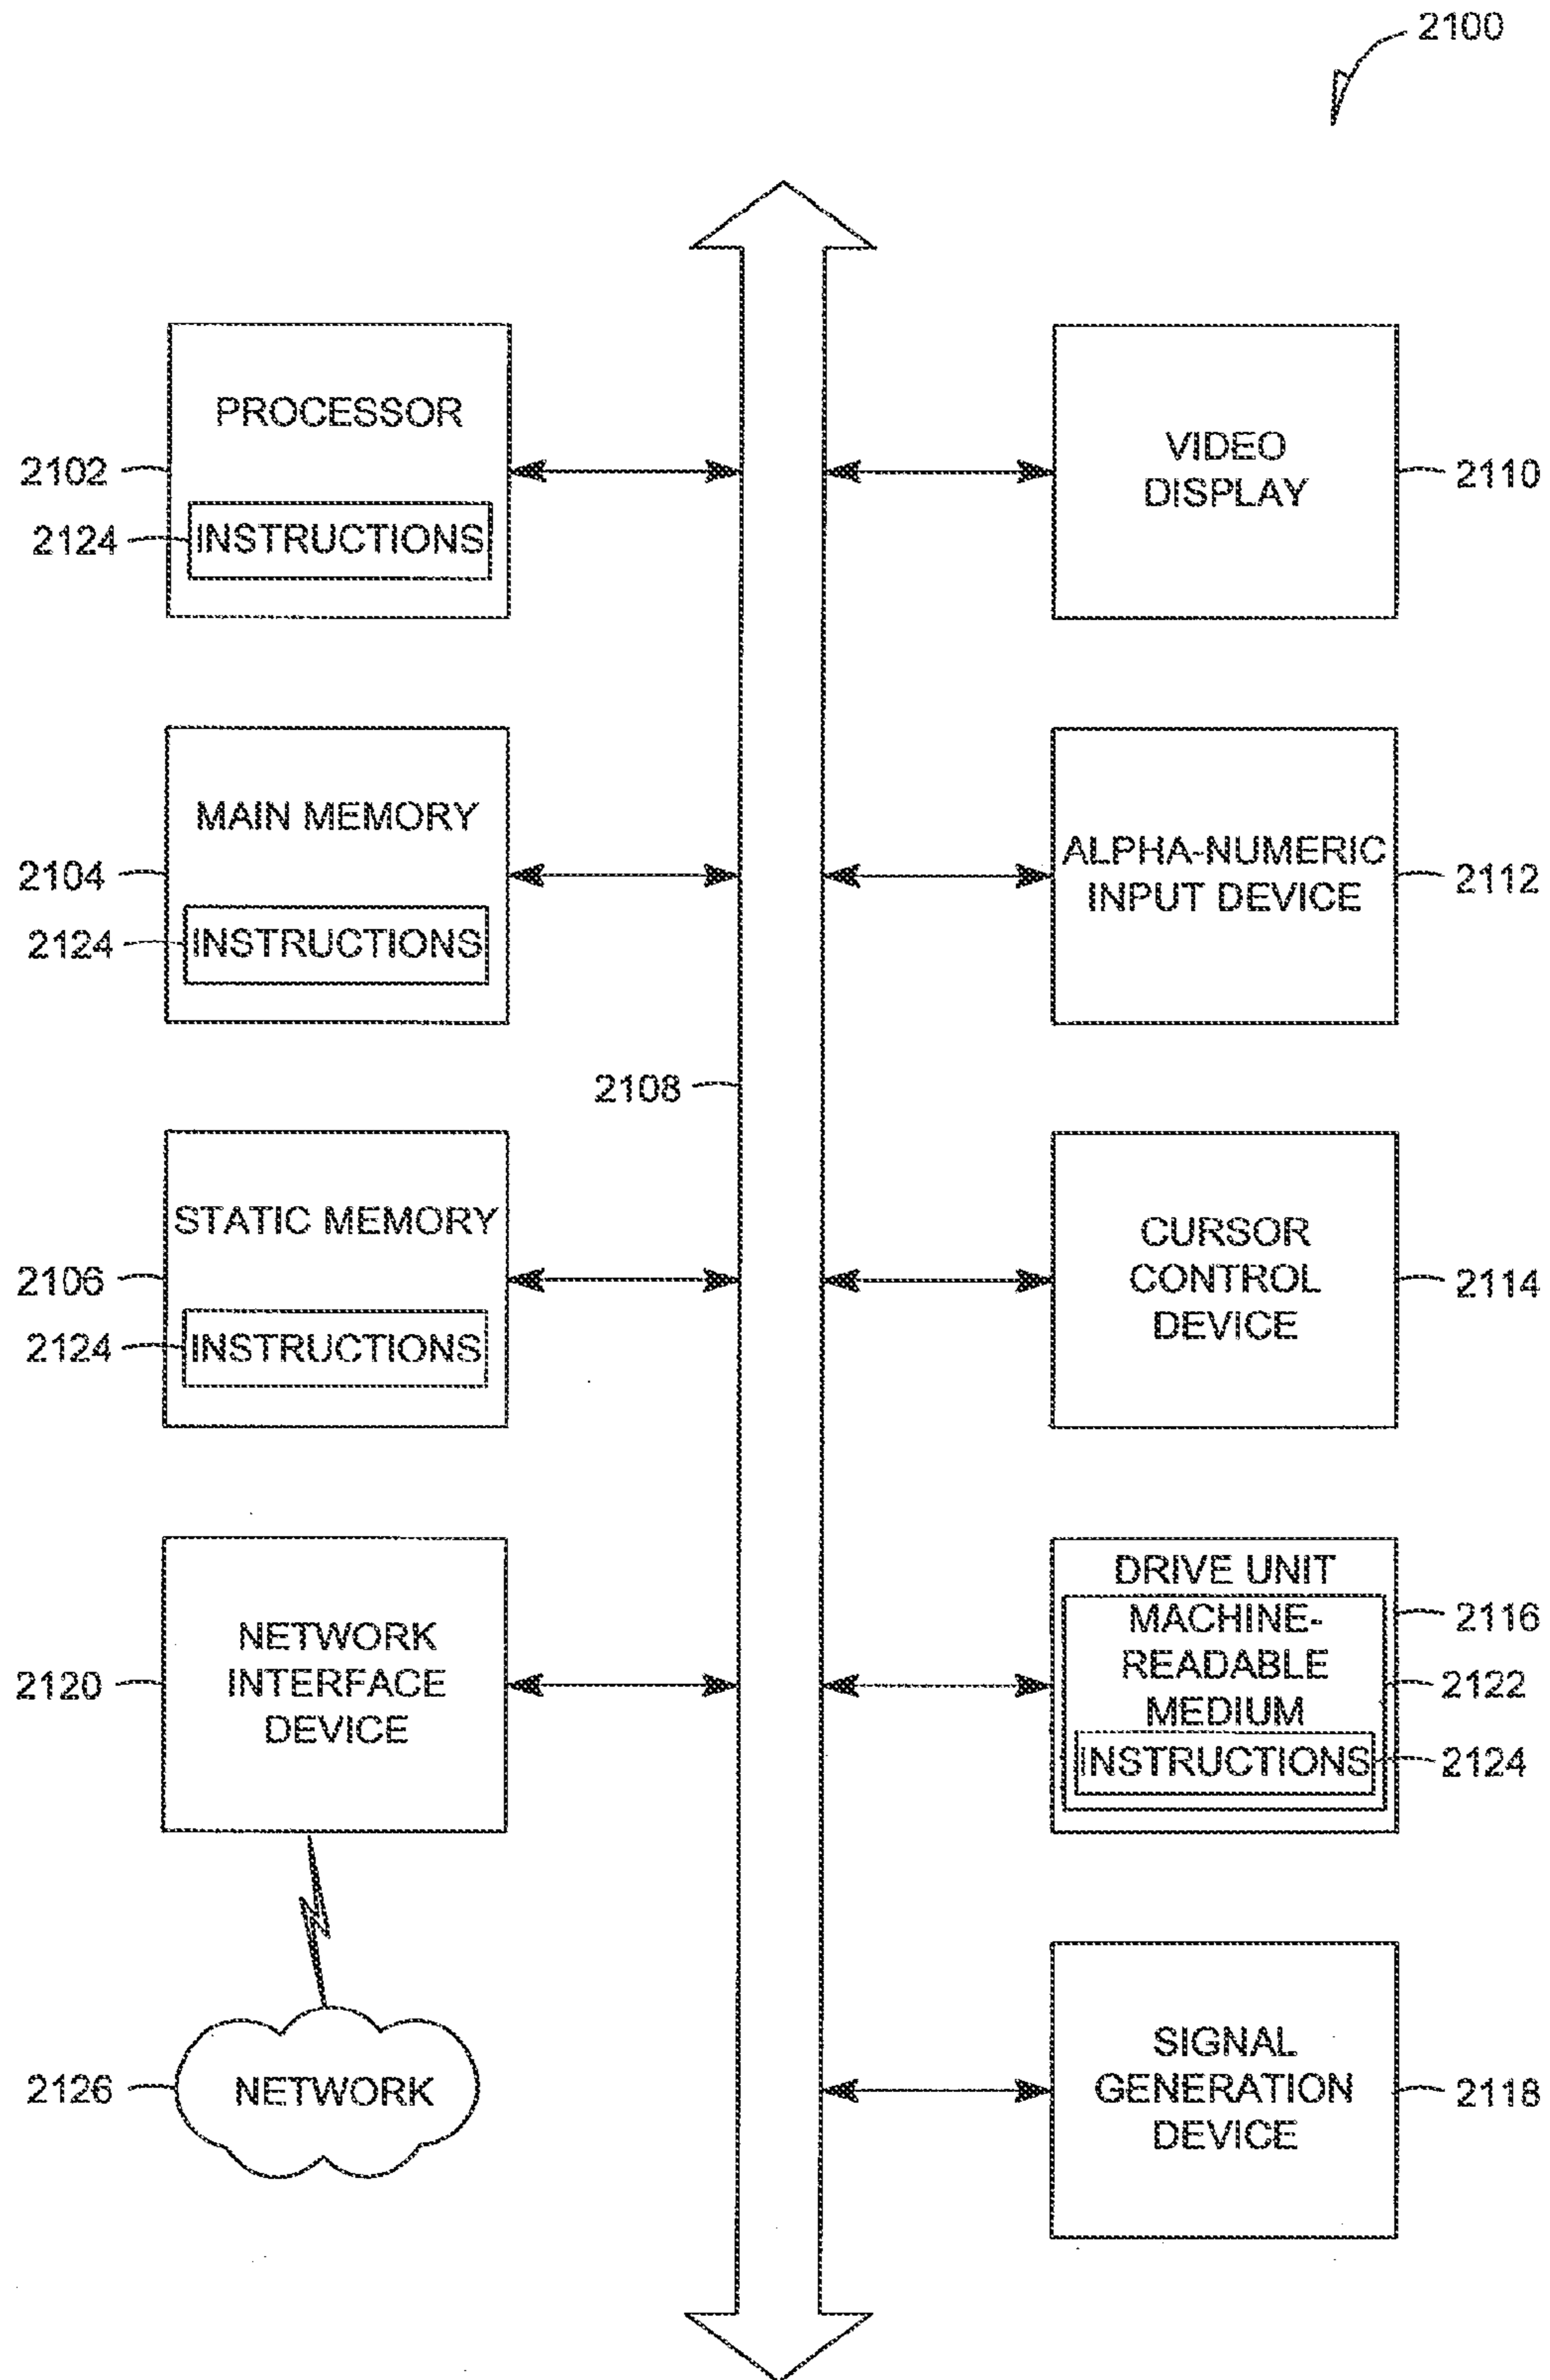 2100
PROCESSOR
2102
2124
INSTRUCTIONS
VIDEO
DISPLAY
2110
MAIN MEMORY
2104
2124
INSTRUCTIONS
ALPHA-NUMERIC
INPUT DEVICE
2112
2108
STATIC MEMORY
2106
2124
INSTRUCTIONS
CURSOR
CONTROL
DEVICE
2114
NETWORK
INTERFACE
DEVICE
2120
DRIVE UNIT
MACHINE-
READABLE
MEDIUM
INSTRUCTIONS
2116
2122
2124
NETWORK
2126
SIGNAL
GENERATION
DEVICE
2118